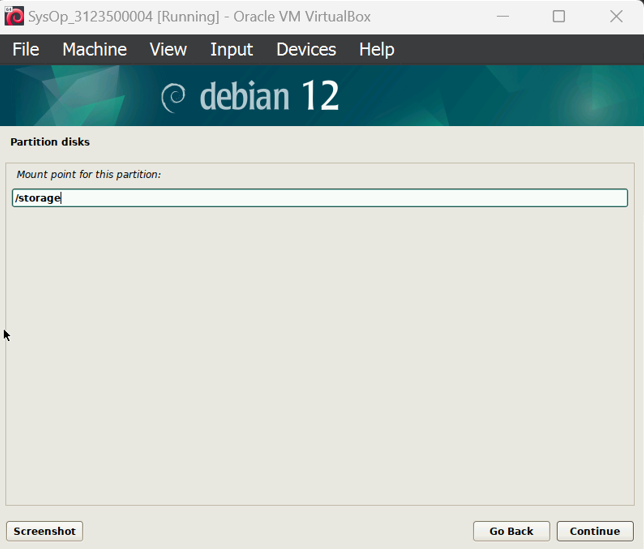 SysOp_3123500004 [Running] - Oracle VM VirtualBox
File Machine View Input Devices Help
debian 12
Partition disks
Mount point for this partition:
/storage
Screenshot Go Back Continue